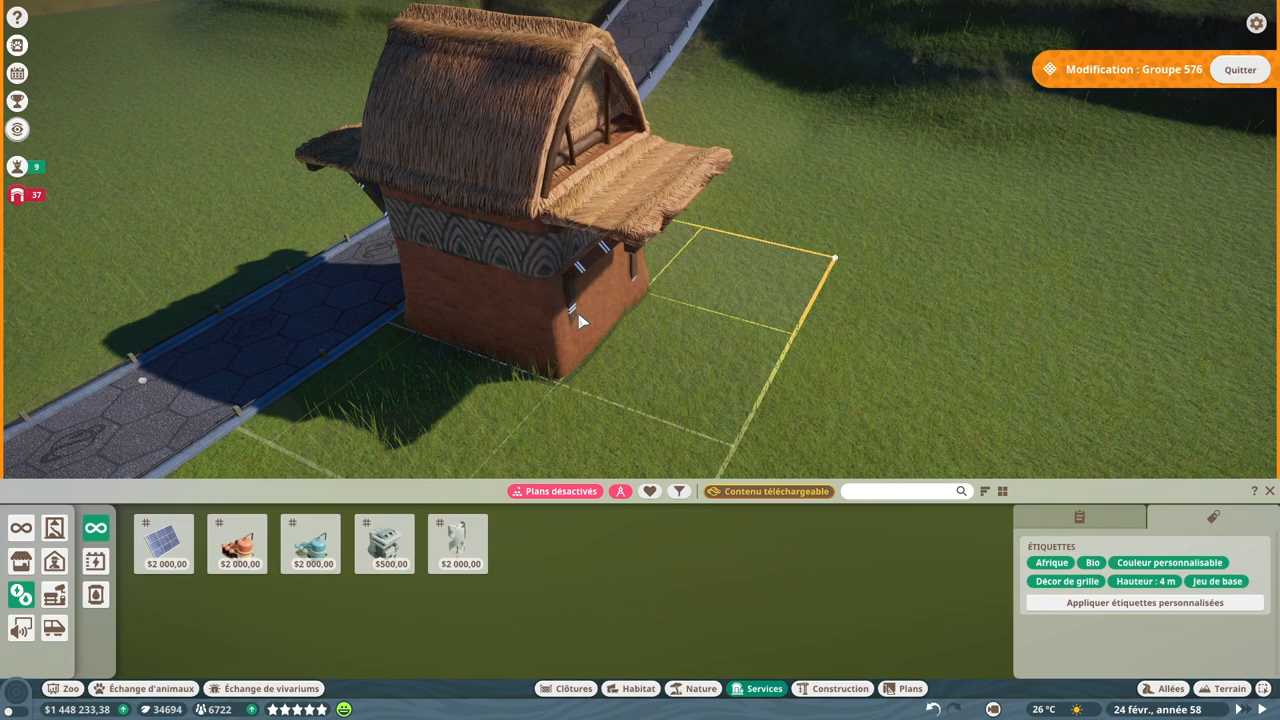 ?
Modification : Groupe 576
Quitter
9
37
Plans désactivés
Contenu téléchargeable
?
$2 000,00
$2 000,00
$2 000,00
$500,00
$2 000,00
ÉTIQUETTES
Afrique
Bio
Couleur personnalisable
Décor de grille
Hauteur : 4 m
Jeu de base
Appliquer étiquettes personnalisées
Zoo
Échange d'animaux
Échange de vivariums
Clôtures
Habitat
Nature
Services
Construction
Plans
Allées
Terrain
$1 448 233,38
34694
6722
26 °C
24 févr., année 58